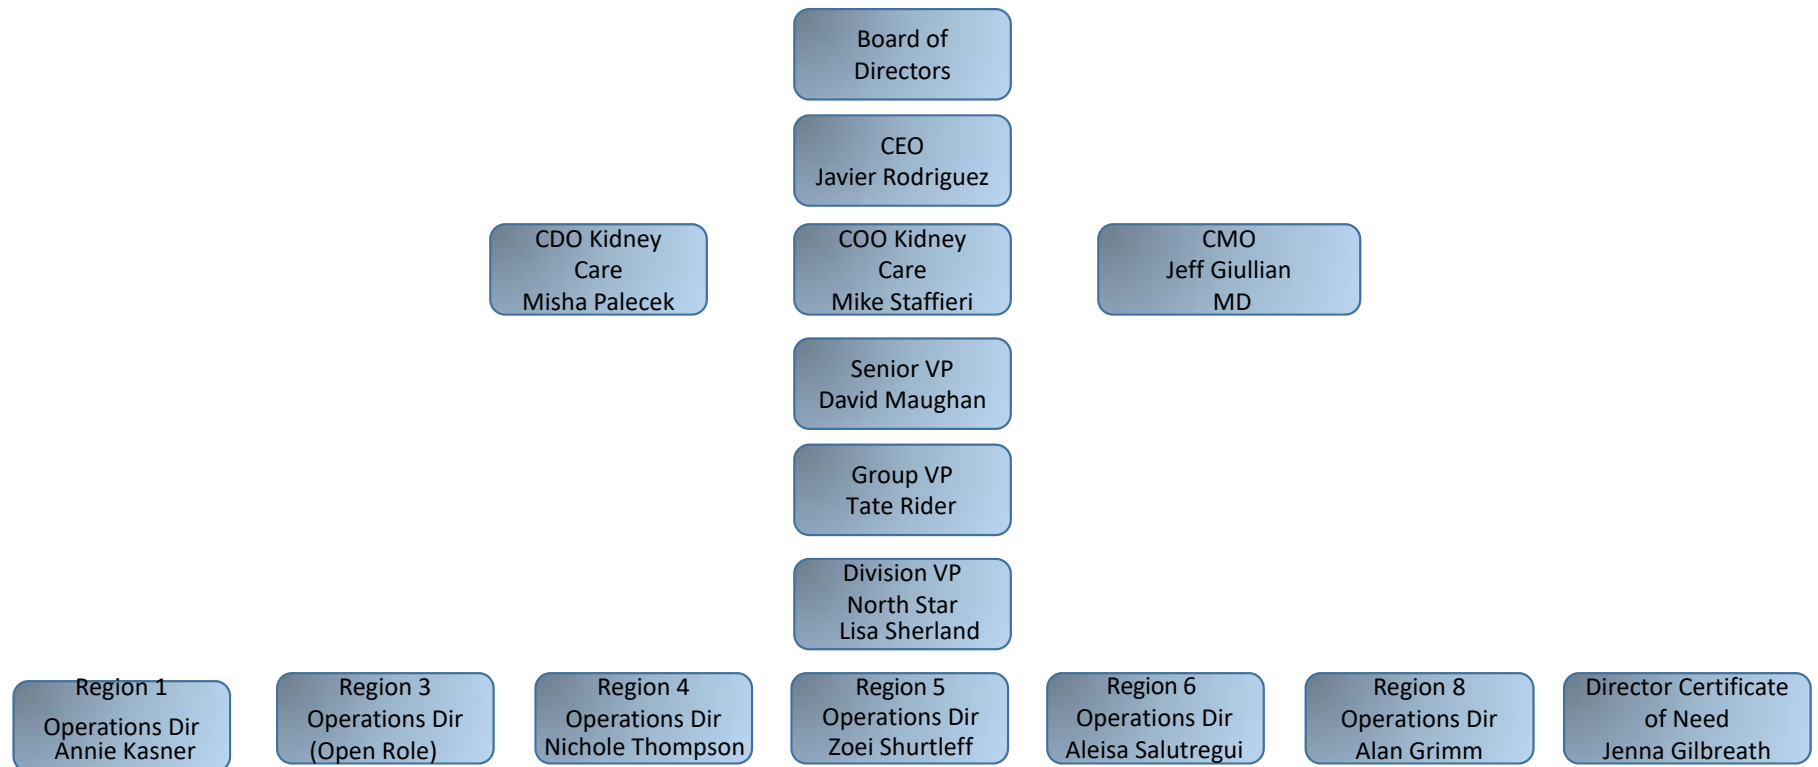 Board of
Directors
CEO
Javier Rodriguez
CDO Kidney
Care
Misha Palecek
COO Kidney
Care
Mike Staffieri
CMO
Jeff Giullian
MD
Senior VP
David Maughan
Group VP
Tate Rider
Division VP
North Star
Lisa Sherland
Region 1
Operations Dir
Annie Kasner
Region 3
Operations Dir
(Open Role)
Region 4
Operations Dir
Nichole Thompson
Region 5
Operations Dir
Zoei Shurtleff
Region 6
Operations Dir
Aleisa Salutregui
Region 8
Operations Dir
Alan Grimm
Director Certificate
of Need
Jenna Gilbreath